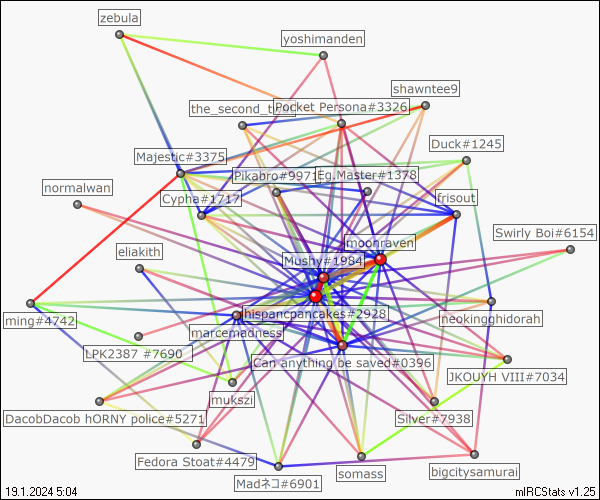 zebula
yoshimanden
shawntee9
Pocket Persona#3326
Duck#1245
Majestic#3375
Pikabro#9971
Eg.Master#1378
normalwan
Cypha#1717
frisout
Swirly Boi#6154
moonraven
eliakith
Mushy#1984
hispancpancakes#2928
neokingghidorah
ming#4742
marcemadness
LPK2387 #7690
Can anything be saved#0396
JKOUYH VIII#7034
mukszi
DacobDacob hORNY police#5271
Silver#7938
Fedora Stoat#4479
somass
bigcitysamurai
Madネコ#6901
19.1.2024 5:04
mIRCStats v1.25